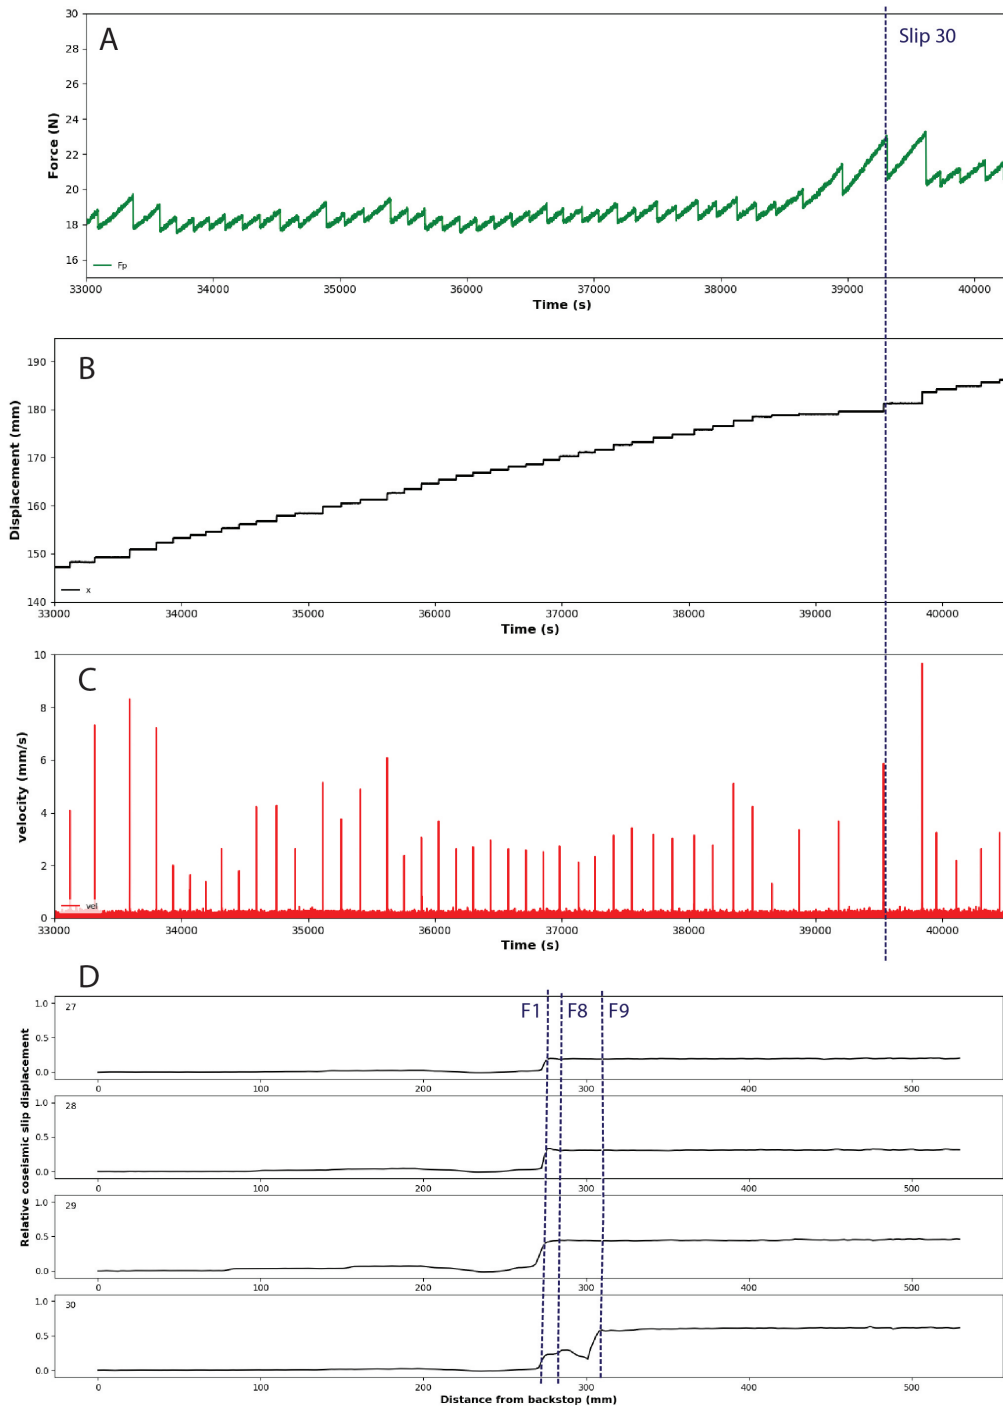 A
Slip 30
30
28
26
24
22
20
18
16
Force (N)
Fp
33000 34000 35000 36000 37000 38000 39000 40000
Time (s)
B
190
180
170
160
150
140
Displacement (mm)
x
33000 34000 35000 36000 37000 38000 39000 40000
Time (s)
C
10
8
6
4
2
0
velocity (mm/s)
vel
33000 34000 35000 36000 37000 38000 39000 40000
Time (s)
D
Relative coseismic slip displacement
F1 F8 F9
27
1.0
0.5
0.0
0 100 200 300 400 500
28
1.0
0.5
0.0
0 100 200 300 400 500
29
1.0
0.5
0.0
0 100 200 300 400 500
30
1.0
0.5
0.0
0 100 200 300 400 500
Distance from backstop (mm)